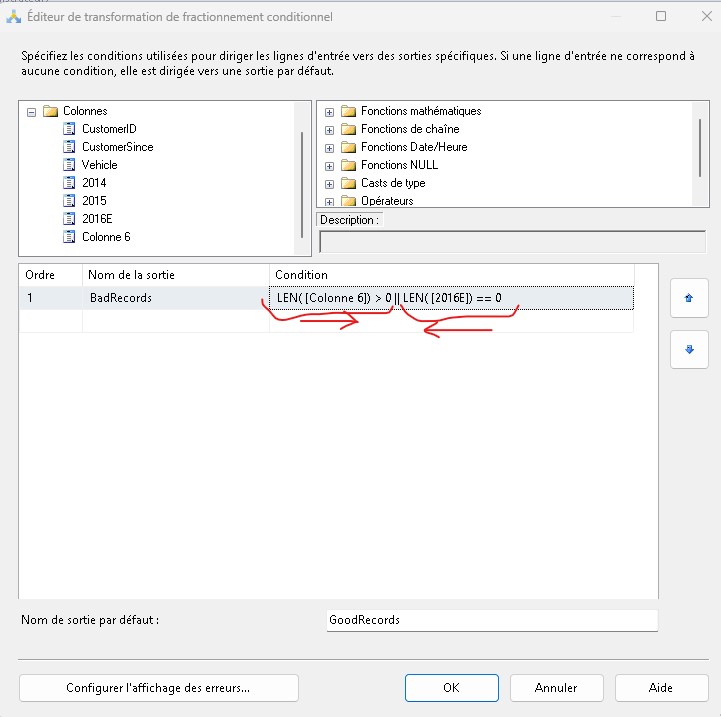 Éditeur de transformation de fractionnement conditionnel
Spécifiez les conditions utilisées pour diriger les lignes d'entrée vers des sorties spécifiques. Si une ligne d'entrée ne correspond à
aucune condition, elle est dirigée vers une sortie par défaut.
Colonnes
CustomerID
CustomerSince
Vehicle
2014
2015
2016E
Colonne 6
Fonctions mathématiques
Fonctions de chaîne
Fonctions Date/Heure
Fonctions NULL
Casts de type
Opérateurs
Description :
Ordre Nom de la sortie Condition
1 BadRecords LEN( [Colonne 6]) > 0 || LEN( [2016E]) == 0
Nom de sortie par défaut : GoodRecords
Configurer l'affichage des erreurs... OK Annuler Aide